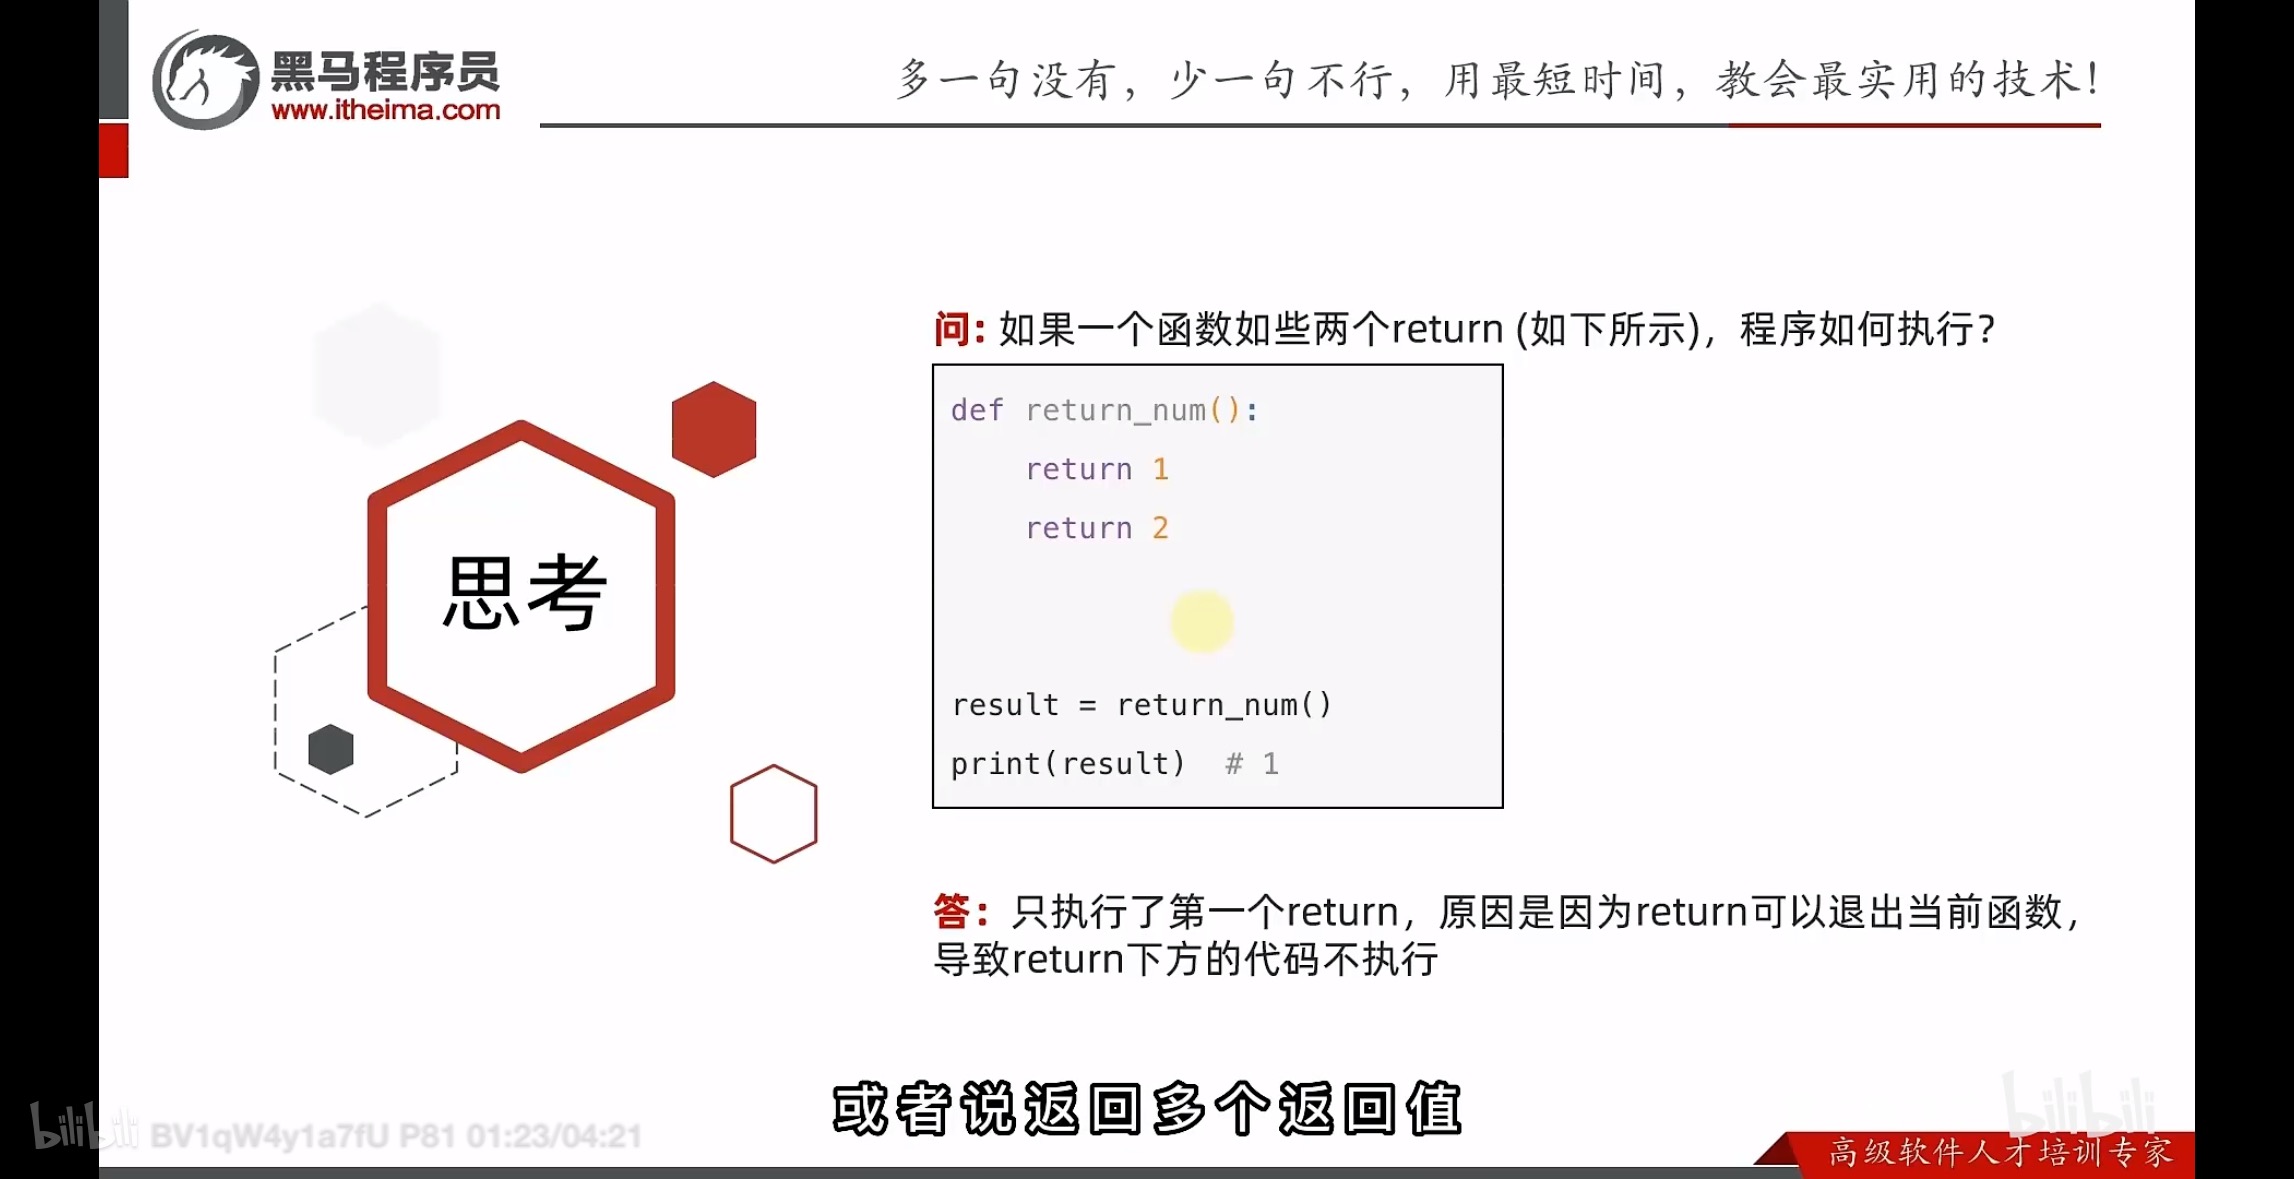 黑马程序员
www.itheima.com
多一句没有，少一句不行，用最短时间，教会最实用的技术！
问：如果一个函数如些两个return (如下所示)，程序如何执行？
def return_num():
    return 1
    return 2
result = return_num()
print(result)  # 1
思考
答：只执行了第一个return，原因是因为return可以退出当前函数，
导致return下方的代码不执行
或者说返回多个返回值
bilibili BV1qW4y1a7fU P81 01:23/04:21
bilibili
高级软件人才培训专家